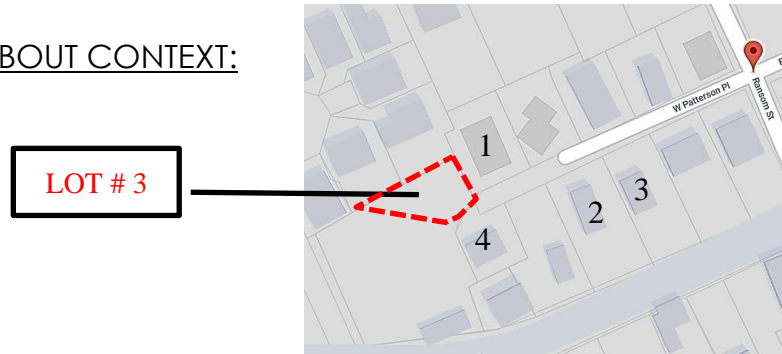 BOUT CONTEXT:
LOT # 3
W Patterson Pl
Ransom St
1
2
3
4